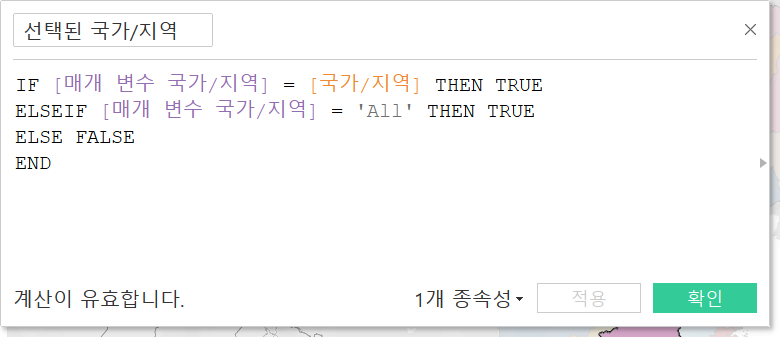 선택된 국가/지역
IF [매개 변수 국가/지역] = [국가/지역] THEN TRUE
ELSEIF [매개 변수 국가/지역] = 'All' THEN TRUE
ELSE FALSE
END
계산이 유효합니다.
1개 종속성
적용
확인